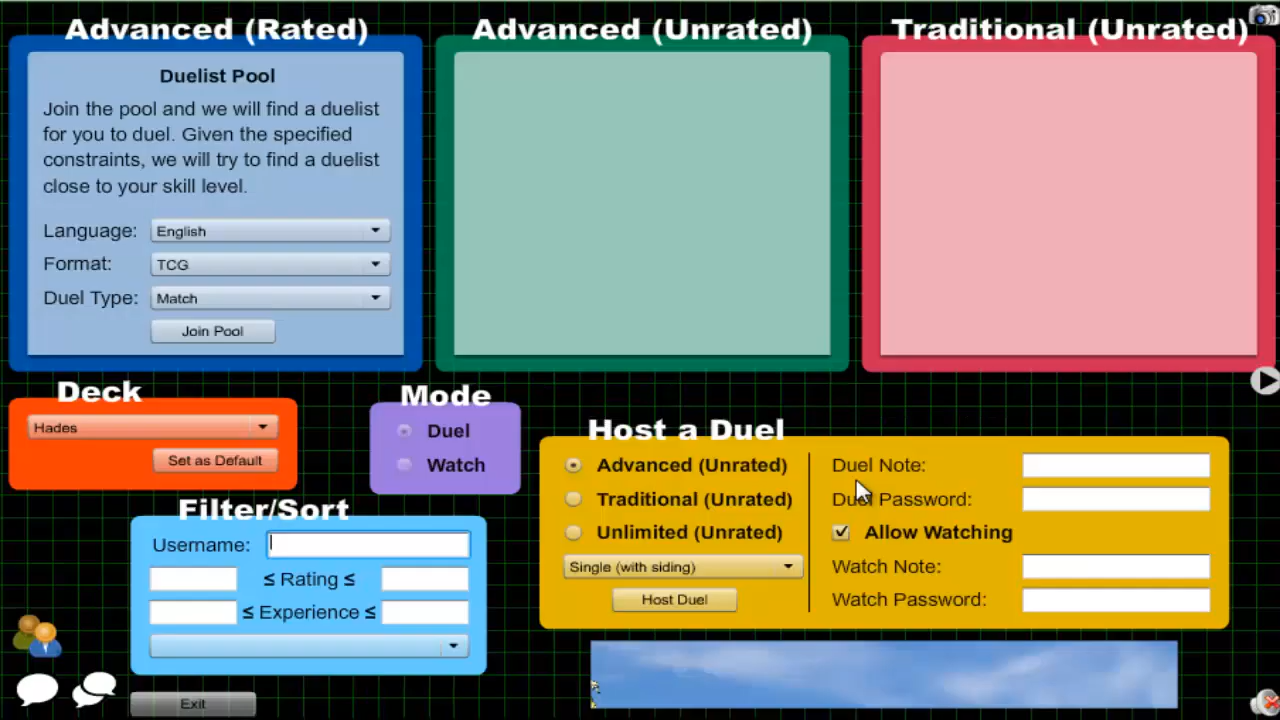 Advanced (Rated)
Duelist Pool
Join the pool and we will find a duelist
for you to duel. Given the specified
constraints, we will try to find a duelist
close to your skill level.
Language: English
Format: TCG
Duel Type: Match
Join Pool
Advanced (Unrated)
Traditional (Unrated)
Deck
Hades
Set as Default
Mode
Duel
Watch
Filter/Sort
Username:
≤ Rating ≤
≤ Experience ≤
Exit
Host a Duel
Advanced (Unrated)
Traditional (Unrated)
Unlimited (Unrated)
Single (with siding)
Host Duel
Duel Note:
Duel Password:
Allow Watching
Watch Note:
Watch Password: